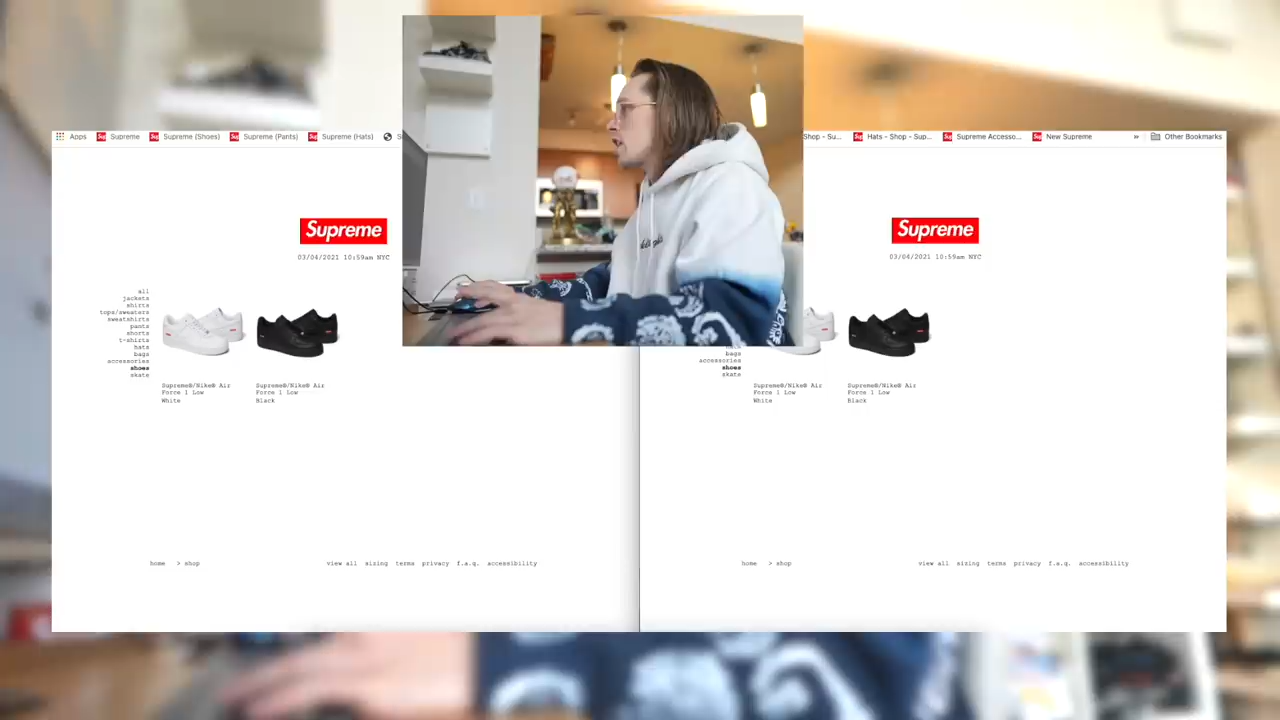 Apps Supreme Supreme (Shoes) Supreme (Pants) Supreme (Hats) S
Supreme
03/04/2021 10:59am NYC
all
jackets
shirts
tops/sweaters
sweatshirts
pants
shorts
t-shirts
hats
bags
accessories
shoes
skate
Supreme®/Nike® Air
Force 1 Low
White
Supreme®/Nike® Air
Force 1 Low
Black
home > shop
view all sizing terms privacy f.a.q. accessibility
Shop - Su... Hats - Shop - Sup... Supreme Accesso... New Supreme » Other Bookmarks
Supreme
03/04/2021 10:59am NYC
bags
accessories
shoes
skate
Supreme®/Nike® Air
Force 1 Low
White
Supreme®/Nike® Air
Force 1 Low
Black
home > shop
view all sizing terms privacy f.a.q. accessibility